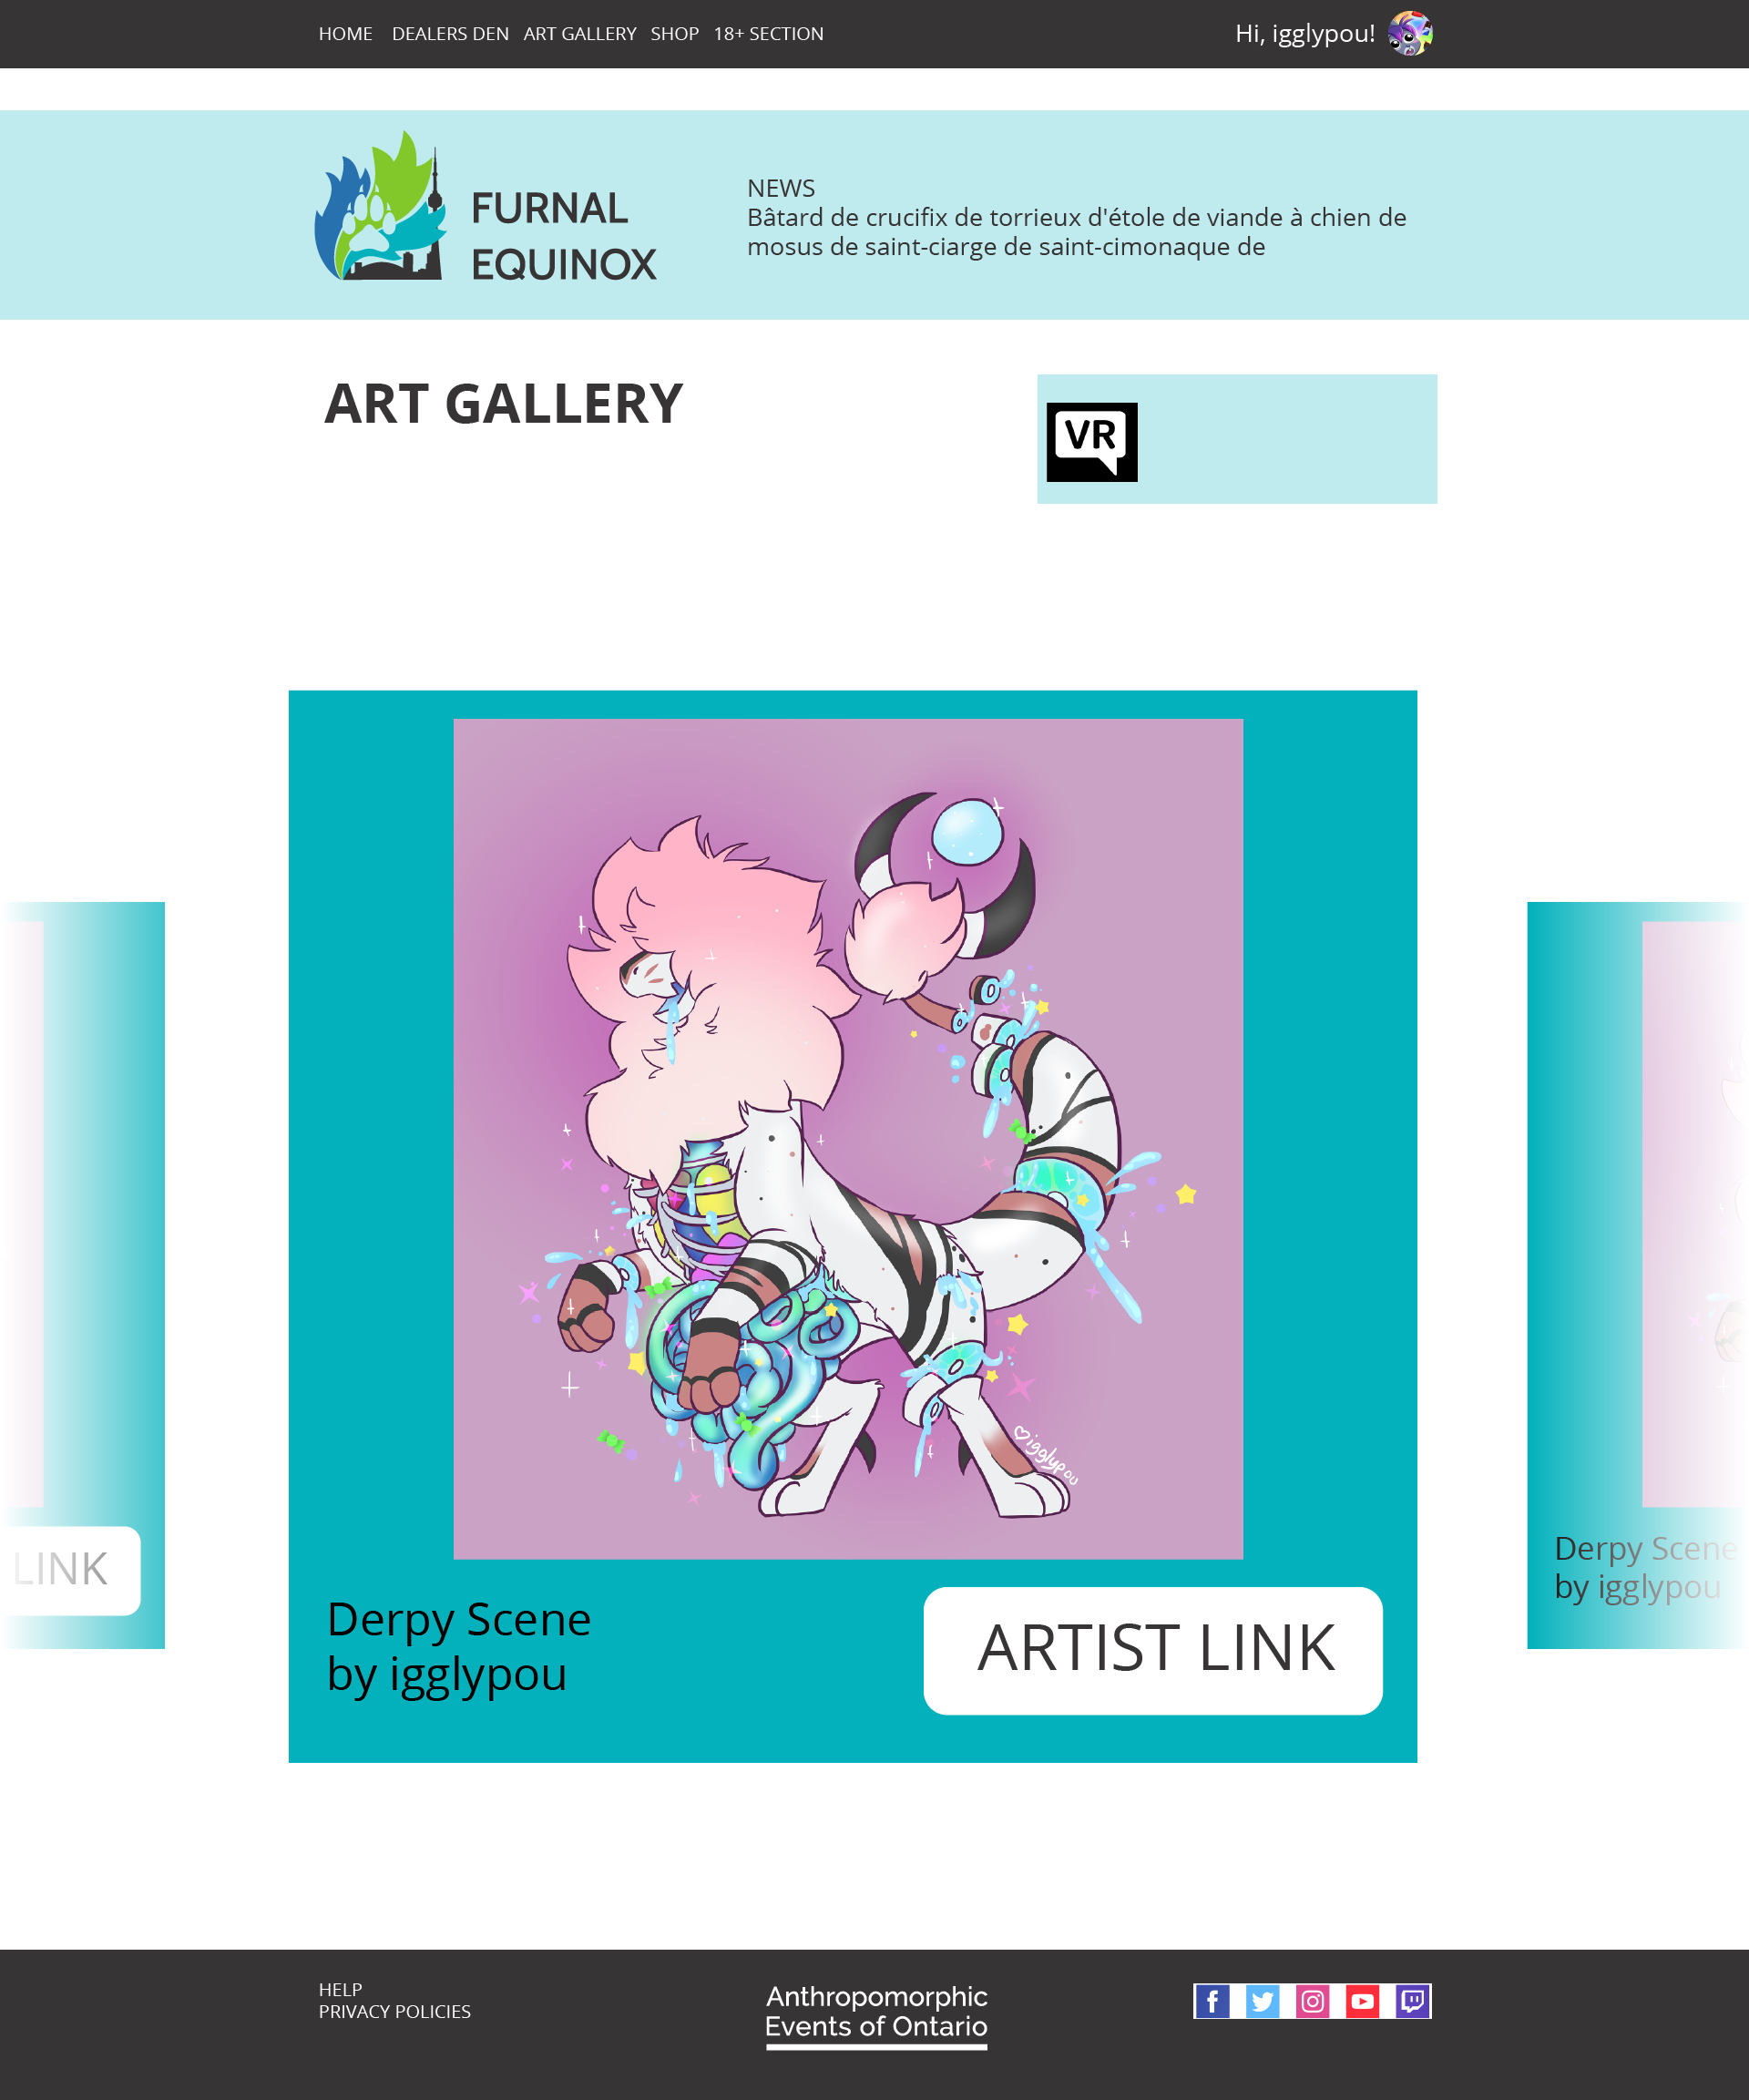 HOME DEALERS DEN ART GALLERY SHOP 18+ SECTION
Hi, igglypou!
FURNAL
EQUINOX
NEWS
Bâtard de crucifix de torrieux d'étole de viande à chien de
mosus de saint-ciarge de saint-cimonaque de
ART GALLERY
VR
igglypou
LINK
Derpy Scene
by igglypou
ARTIST LINK
Derpy Scene
by igglypou
HELP
PRIVACY POLICIES
Anthropomorphic
Events of Ontario